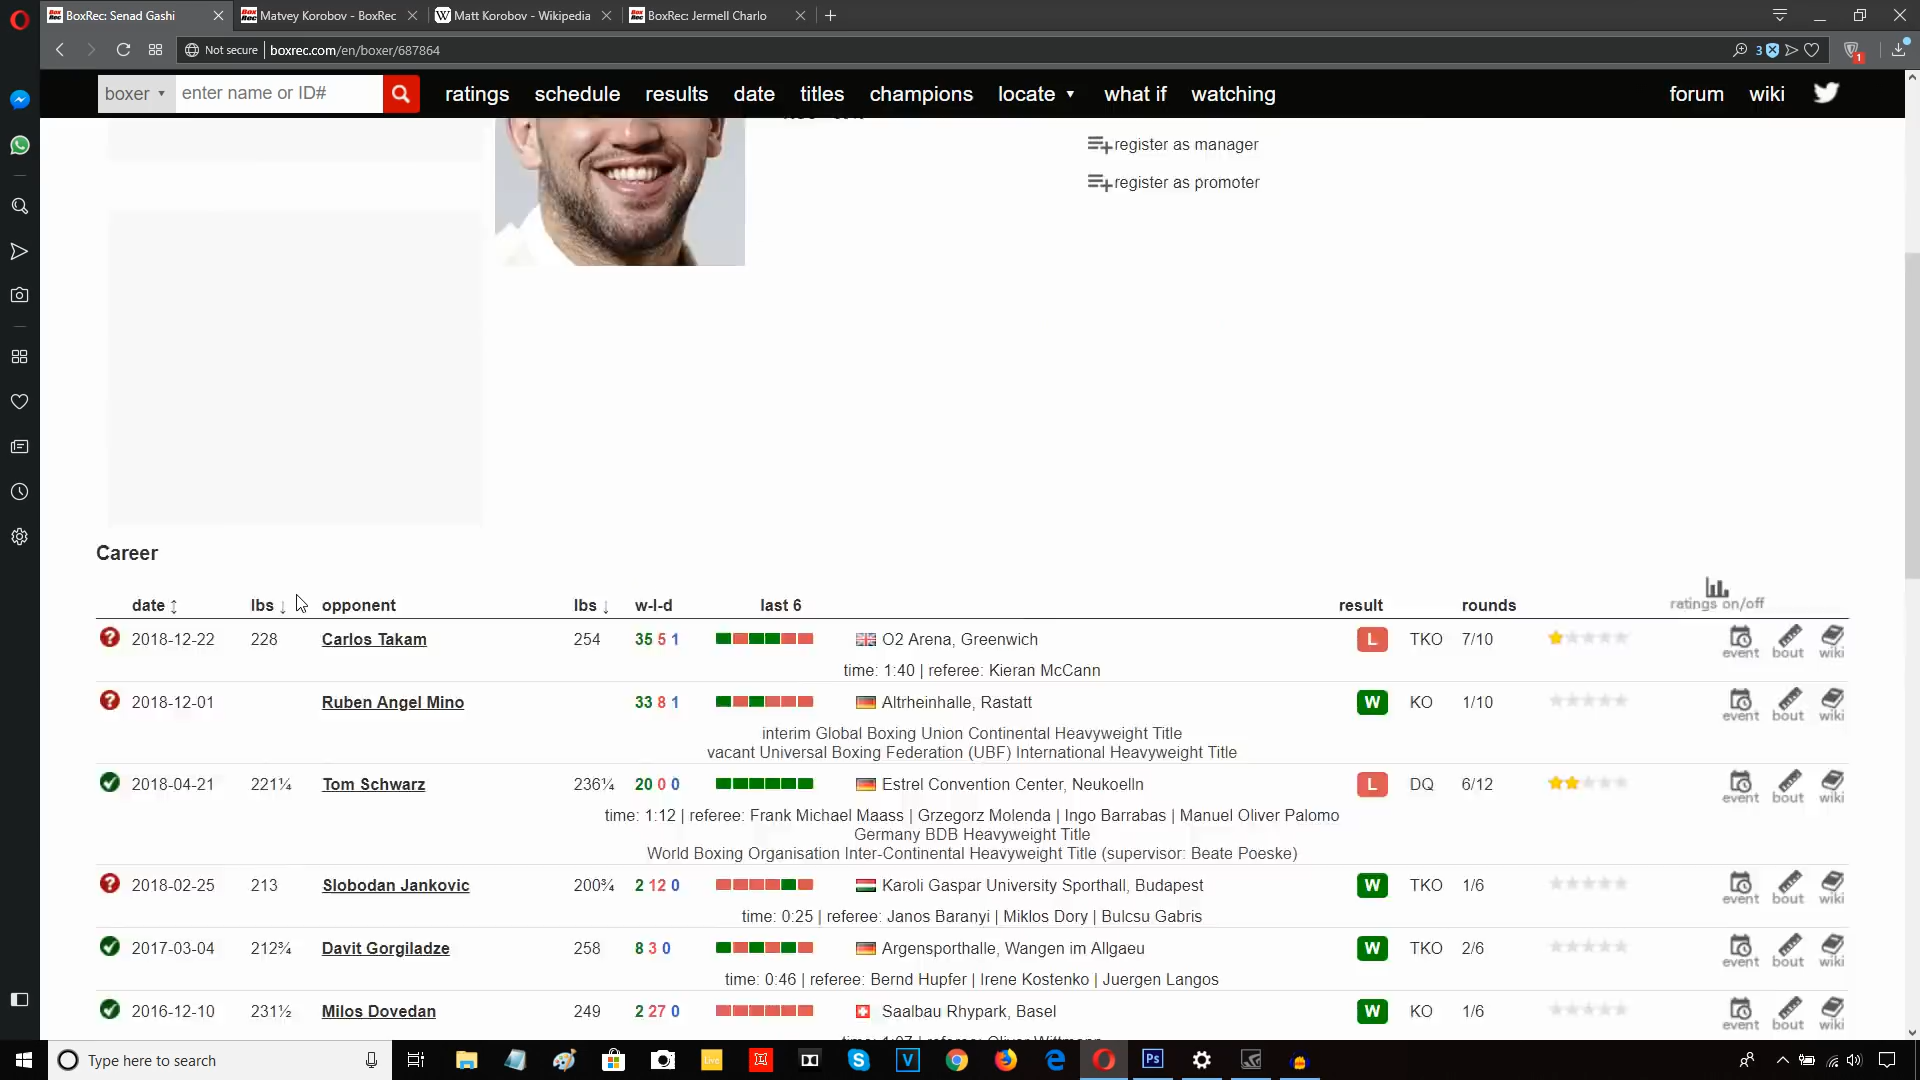 BoxRec: Senad Gashi
Matvey Korobov - BoxRec
Matt Korobov - Wikipedia
BoxRec: Jermell Charlo
Not secure
boxrec.com/en/boxer/687864
3
1
boxer
enter name or ID#
ratings
schedule
results
date
titles
champions
locate
what if
watching
forum
wiki
register as manager
register as promoter
Career
ratings on/off
date lbs opponent lbs w-l-d last 6 result rounds
2018-12-22 228 Carlos Takam 254 35 5 1 O2 Arena, Greenwich L TKO 7/10 event bout wiki
time: 1:40 | referee: Kieran McCann
2018-12-01 Ruben Angel Mino 33 8 1 Altrheinhalle, Rastatt W KO 1/10 event bout wiki
interim Global Boxing Union Continental Heavyweight Title
vacant Universal Boxing Federation (UBF) International Heavyweight Title
2018-04-21 221¼ Tom Schwarz 236¼ 20 0 0 Estrel Convention Center, Neukoelln L DQ 6/12 event bout wiki
time: 1:12 | referee: Frank Michael Maass | Grzegorz Molenda | Ingo Barrabas | Manuel Oliver Palomo
Germany BDB Heavyweight Title
World Boxing Organisation Inter-Continental Heavyweight Title (supervisor: Beate Poeske)
2018-02-25 213 Slobodan Jankovic 200¾ 2 12 0 Karoli Gaspar University Sporthall, Budapest W TKO 1/6 event bout wiki
time: 0:25 | referee: Janos Baranyi | Miklos Dory | Bulcsu Gabris
2017-03-04 212¾ Davit Gorgiladze 258 8 3 0 Argensporthalle, Wangen im Allgaeu W TKO 2/6 event bout wiki
time: 0:46 | referee: Bernd Hupfer | Irene Kostenko | Juergen Langos
2016-12-10 231½ Milos Dovedan 249 2 27 0 Saalbau Rhypark, Basel W KO 1/6 event bout wiki
Type here to search